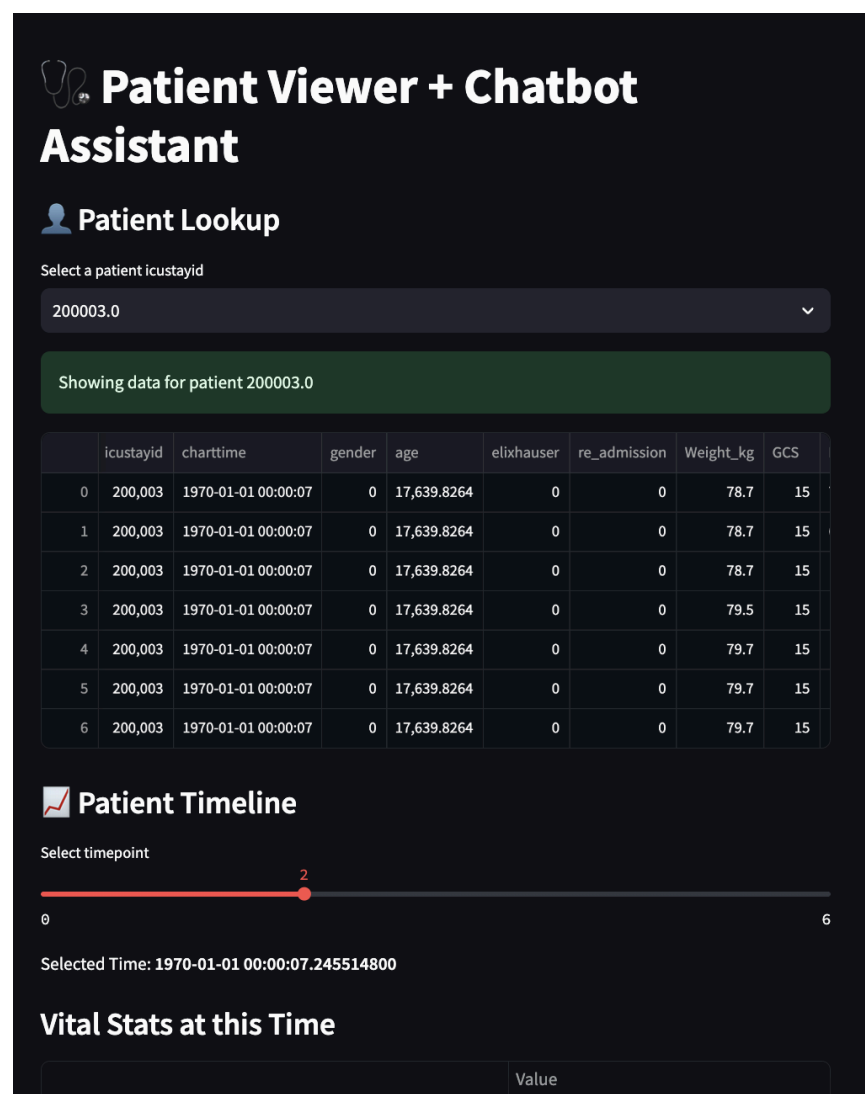 Patient Viewer + Chatbot
Assistant
Patient Lookup
Select a patient icustayid
200003.0
Showing data for patient 200003.0
icustayid charttime gender age elixhauser re_admission Weight_kg GCS
0 200,003 1970-01-01 00:00:07 0 17,639.8264 0 0 78.7 15
1 200,003 1970-01-01 00:00:07 0 17,639.8264 0 0 78.7 15
2 200,003 1970-01-01 00:00:07 0 17,639.8264 0 0 78.7 15
3 200,003 1970-01-01 00:00:07 0 17,639.8264 0 0 79.5 15
4 200,003 1970-01-01 00:00:07 0 17,639.8264 0 0 79.7 15
5 200,003 1970-01-01 00:00:07 0 17,639.8264 0 0 79.7 15
6 200,003 1970-01-01 00:00:07 0 17,639.8264 0 0 79.7 15
Patient Timeline
Select timepoint
2
0 6
Selected Time: 1970-01-01 00:00:07.245514800
Vital Stats at this Time
Value